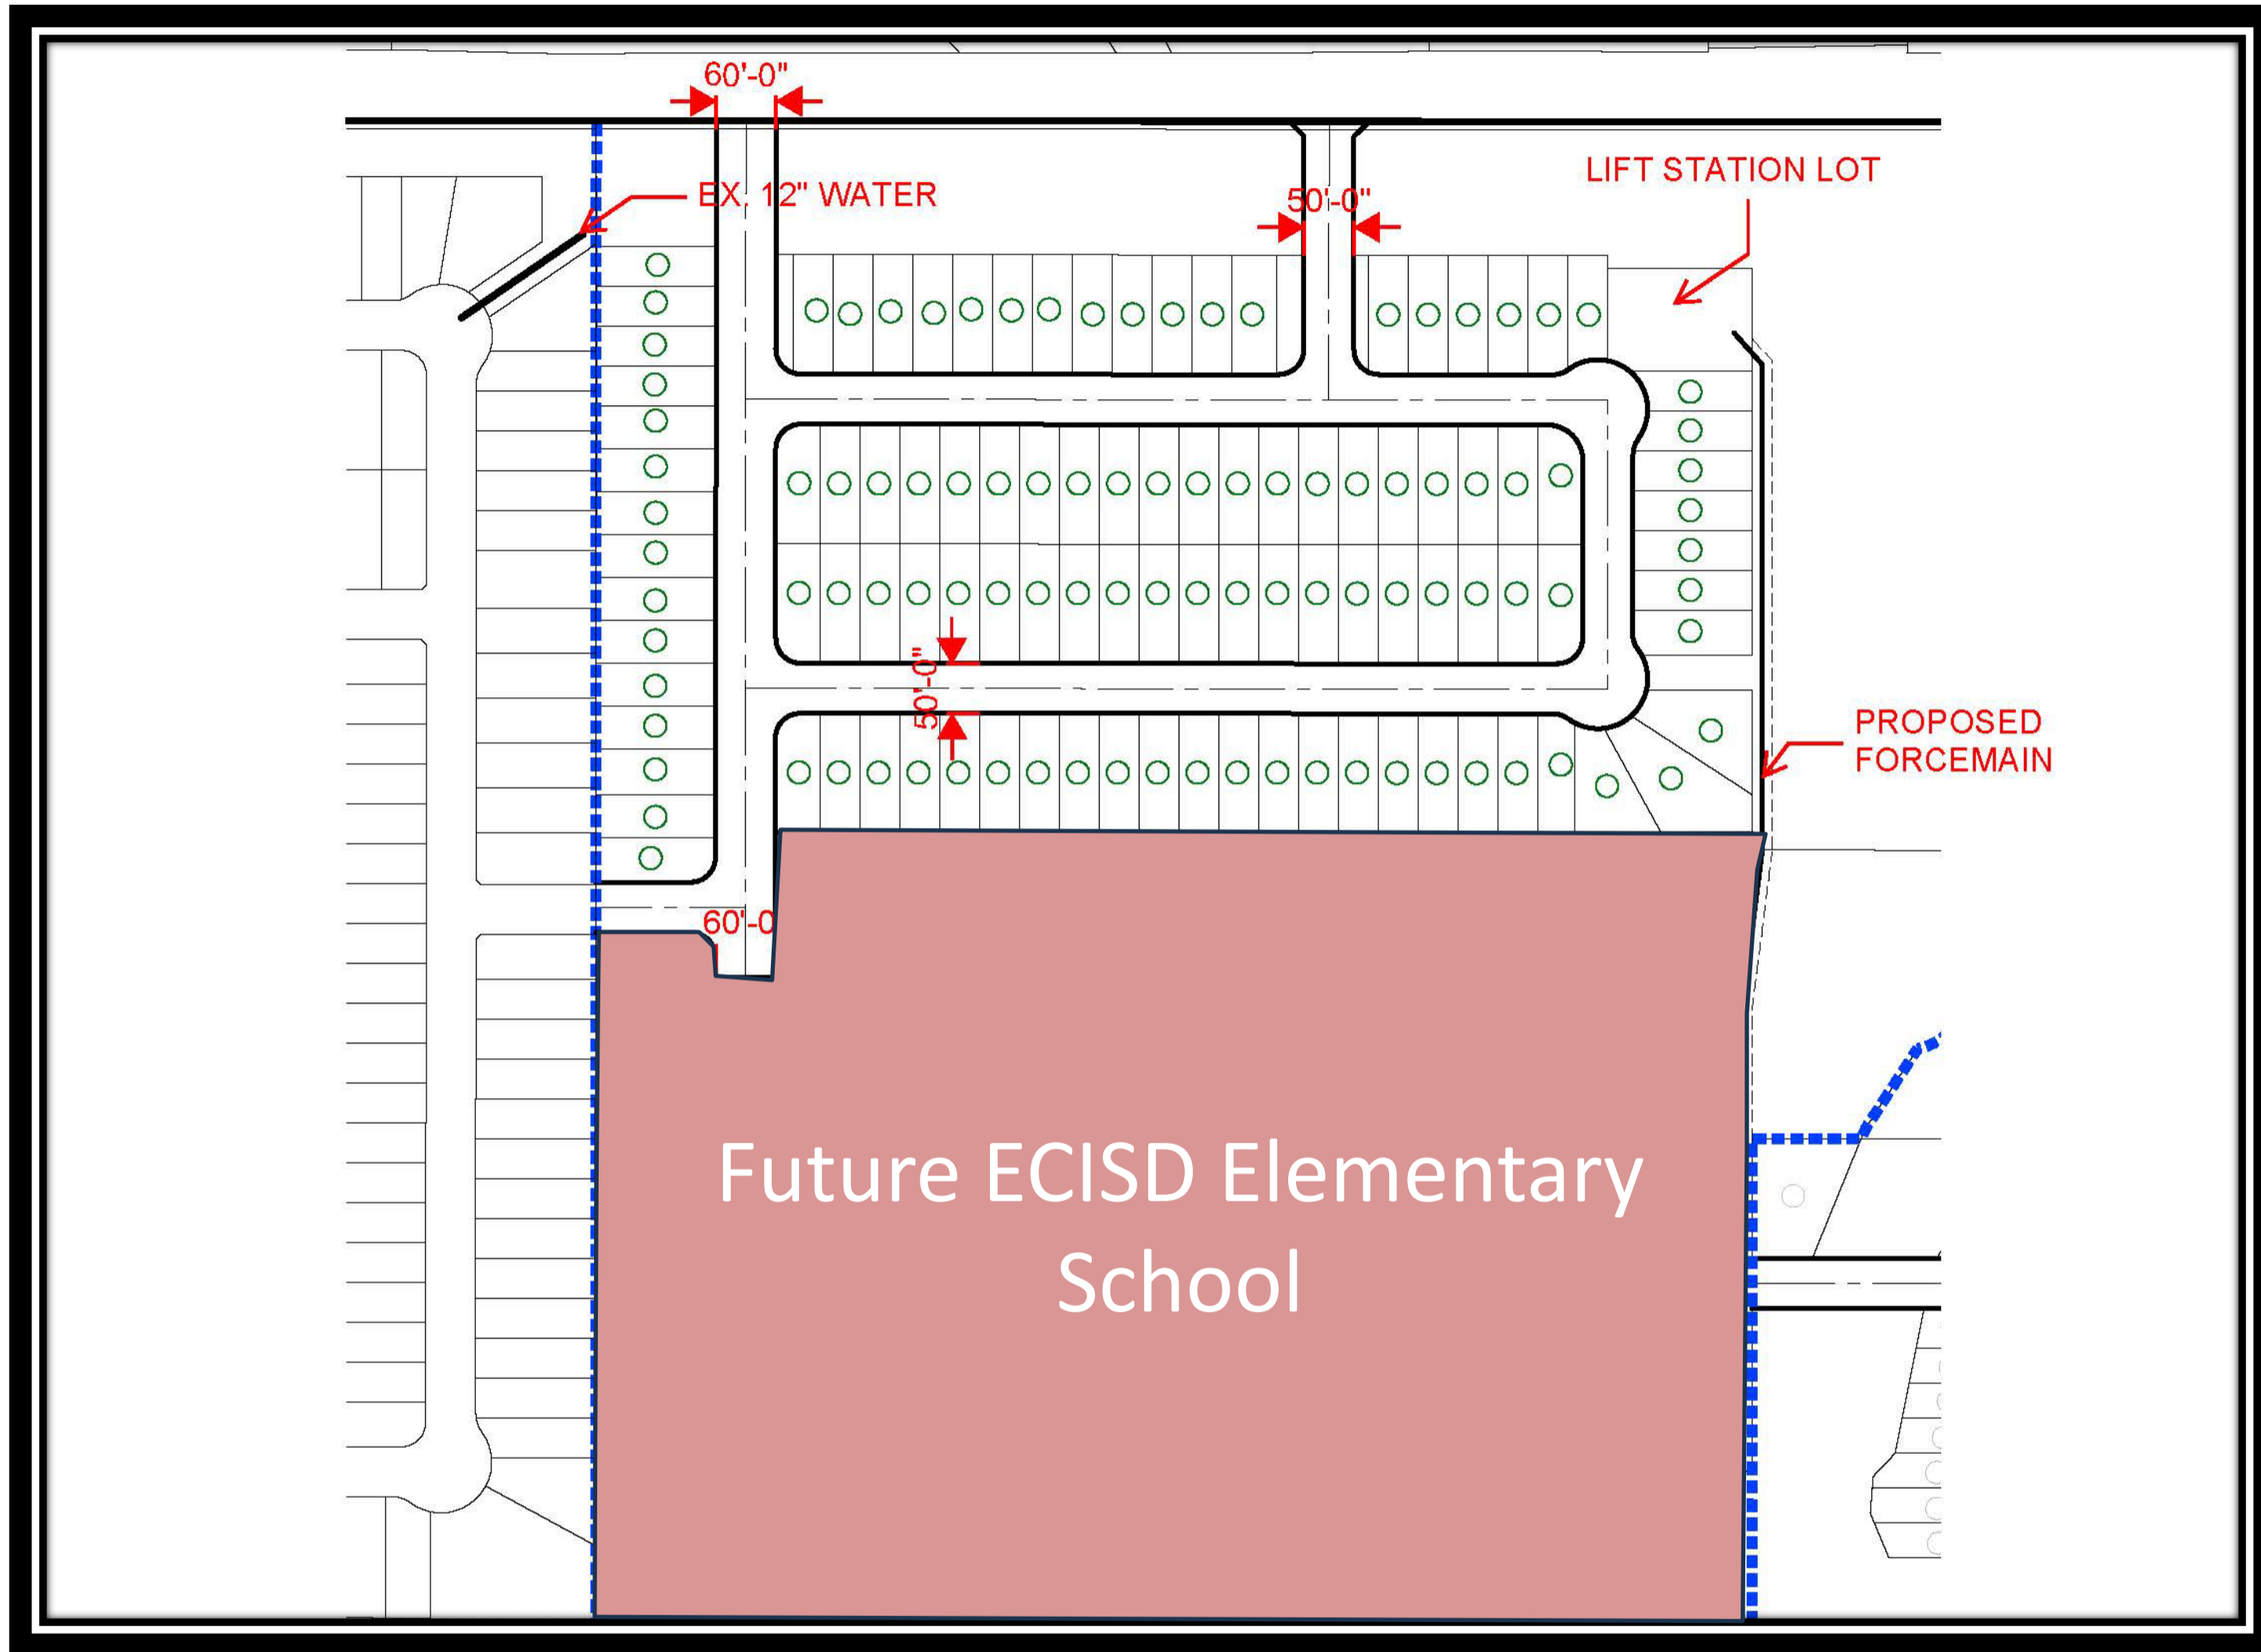 60'-0"
EX. 12" WATER
LIFT STATION LOT
50'-0"
50'-0"
PROPOSED
FORCEMAIN
60'-0
Future ECISD Elementary
School